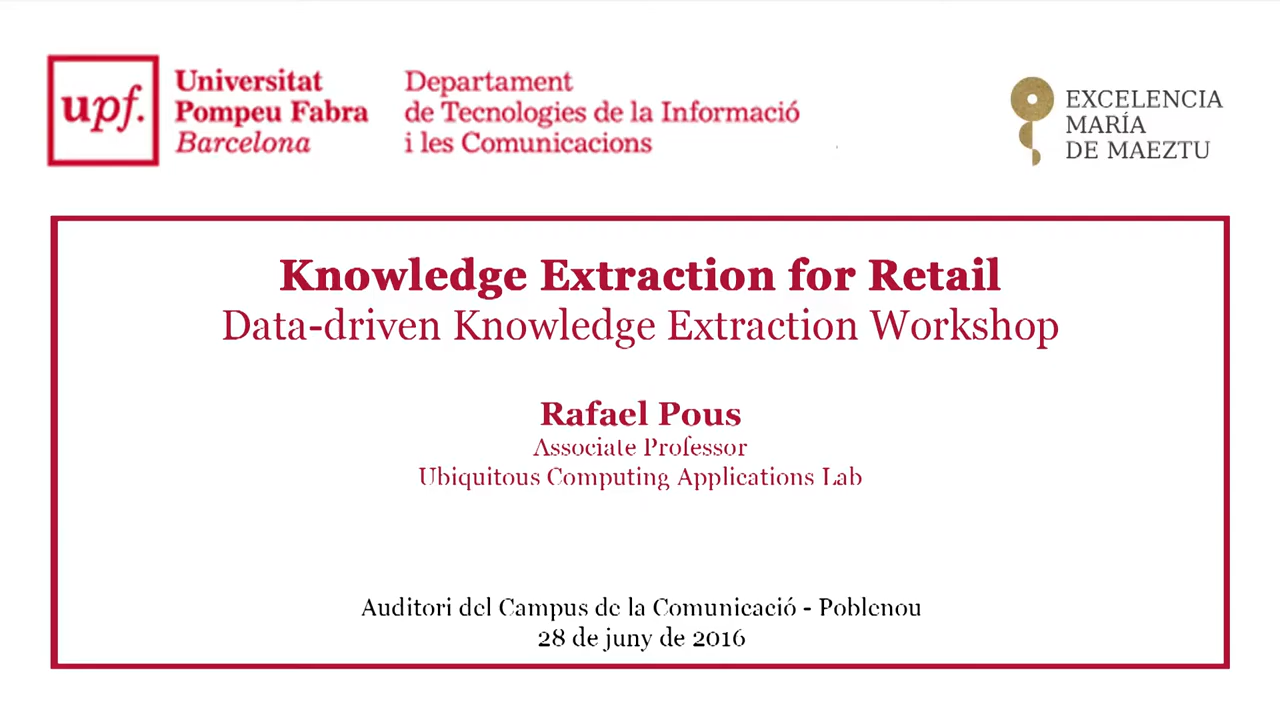 upf.
Universitat
Pompeu Fabra
Barcelona
Departament
de Tecnologies de la Informació
i les Comunicacions
EXCELENCIA
MARÍA
DE MAEZTU
Knowledge Extraction for Retail
Data-driven Knowledge Extraction Workshop
Rafael Pous
Associate Professor
Ubiquitous Computing Applications Lab
Auditori del Campus de la Comunicació - Poblenou
28 de juny de 2016